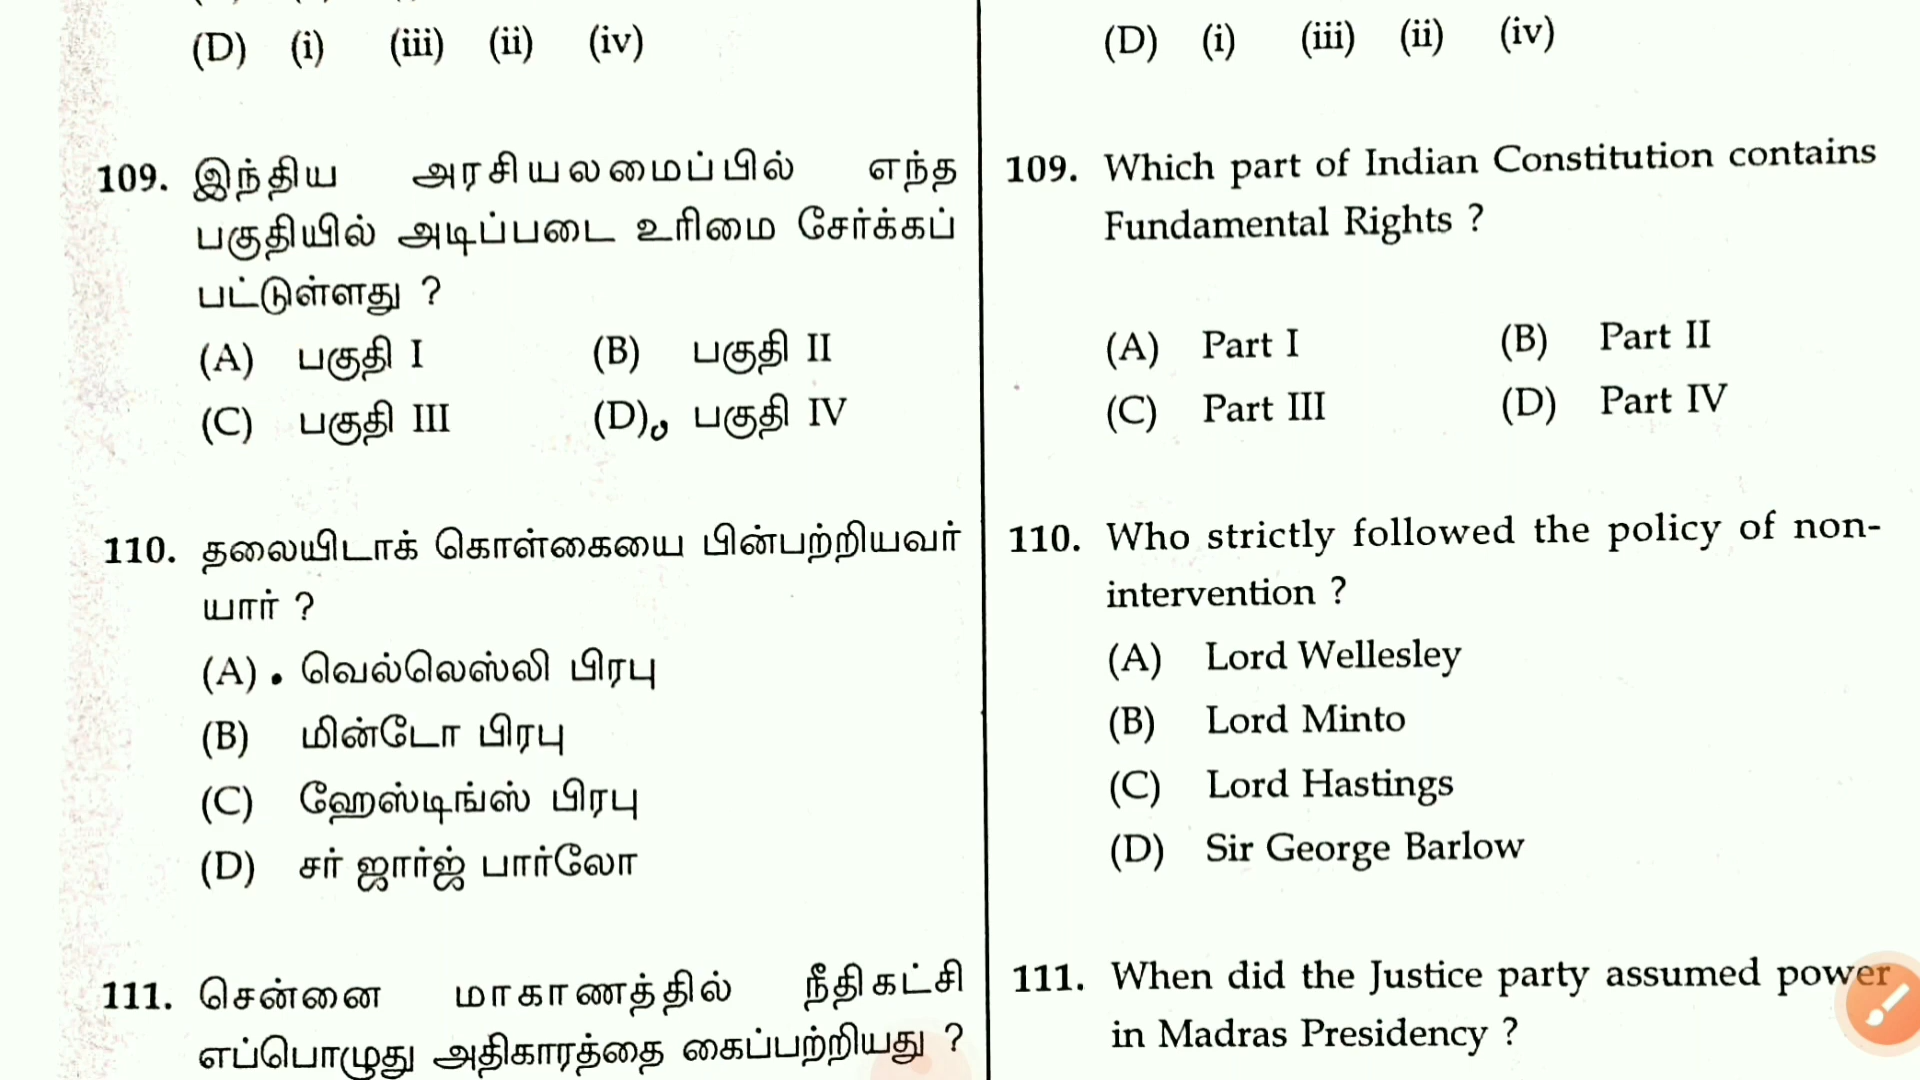 (D) (i) (iii) (ii) (iv)
109. இந்திய அரசியலமைப்பில் எந்த
பகுதியில் அடிப்படை உரிமை சேர்க்கப்
பட்டுள்ளது ?
(A) பகுதி I (B) பகுதி II
(C) பகுதி III (D) பகுதி IV
110. தலையிடாக் கொள்கையை பின்பற்றியவர்
யார் ?
(A) வெல்லெஸ்லி பிரபு
(B) மின்டோ பிரபு
(C) ஹேஸ்டிங்ஸ் பிரபு
(D) சர் ஜார்ஜ் பார்லோ
111. சென்னை மாகாணத்தில் நீதிகட்சி
எப்பொழுது அதிகாரத்தை கைப்பற்றியது ?
(D) (i) (iii) (ii) (iv)
109. Which part of Indian Constitution contains
Fundamental Rights ?
(A) Part I (B) Part II
(C) Part III (D) Part IV
110. Who strictly followed the policy of non-
intervention ?
(A) Lord Wellesley
(B) Lord Minto
(C) Lord Hastings
(D) Sir George Barlow
111. When did the Justice party assumed power
in Madras Presidency ?